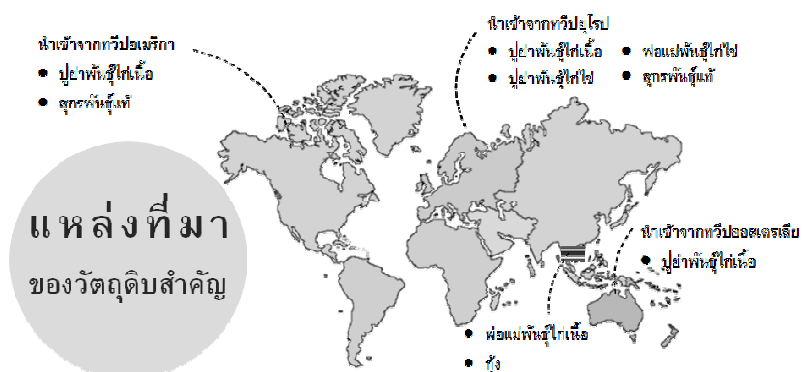 นำเข้าจากทวีปอเมริกา
● ปู่ย่าพันธุ์ไก่เนื้อ
● สุกรพันธุ์แท้
นำเข้าจากทวีปยุโรป
● ปู่ย่าพันธุ์ไก่เนื้อ ● พ่อแม่พันธุ์ไก่ไข่
● ปู่ย่าพันธุ์ไก่ไข่ ● สุกรพันธุ์แท้
แหล่งที่มา
ของวัตถุดิบสำคัญ
นำเข้าจากทวีปออสเตรเลีย
● ปู่ย่าพันธุ์ไก่เนื้อ
● พ่อแม่พันธุ์ไก่เนื้อ
● กุ้ง